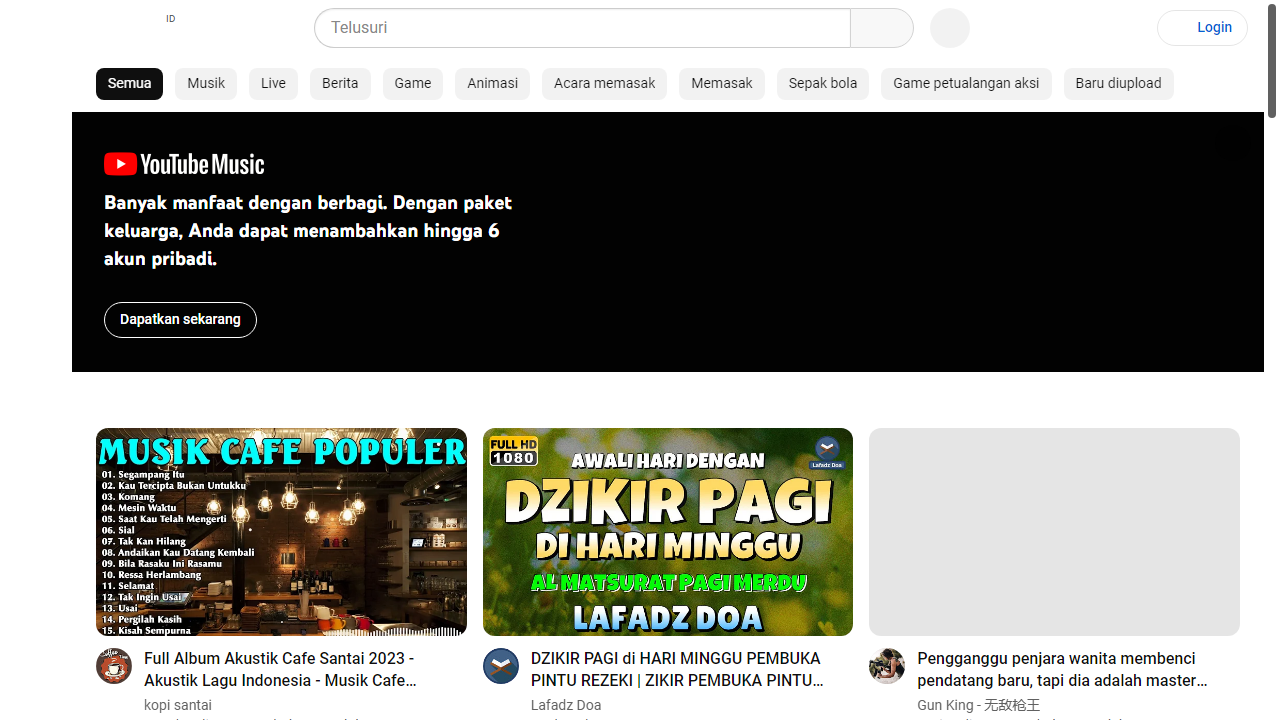 ID
Telusuri
Login
Semua
Musik
Live
Berita
Game
Animasi
Acara memasak
Memasak
Sepak bola
Game petualangan aksi
Baru diupload
YouTube Music
Banyak manfaat dengan berbagi. Dengan paket
keluarga, Anda dapat menambahkan hingga 6
akun pribadi.
Dapatkan sekarang
MUSIK CAFE POPULER
01. Segampang Itu
02. Kau Tercipta Bukan Untukku
03. Komang
04. Mesin Waktu
05. Saat Kau Telah Mengerti
06. Sial
07. Tak Kan Hilang
08. Andaikan Kau Datang Kembali
09. Bila Rasaku Ini Rasamu
10. Ressa Herlambang
11. Selamat
12. Tak Ingin Usai
13. Usai
14. Pergilah Kasih
15. Kisah Sempurna
FULL HD
1080
Lafadz Doa
AWALI HARI DENGAN
DZIKIR PAGI
DI HARI MINGGU
AL MATSURAT PAGI MERDU
LAFADZ DOA
Full Album Akustik Cafe Santai 2023 -
Akustik Lagu Indonesia - Musik Cafe…
kopi santai
DZIKIR PAGI di HARI MINGGU PEMBUKA
PINTU REZEKI | ZIKIR PEMBUKA PINTU…
Lafadz Doa
Pengganggu penjara wanita membenci
pendatang baru, tapi dia adalah master…
Gun King - 无敌枪王